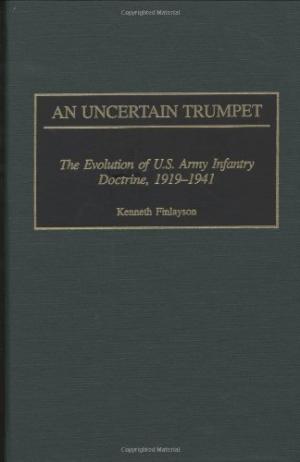 AN UNCERTAIN TRUMPET
The Evolution of U.S. Army Infantry
Doctrine, 1919–1941
Kenneth Finlayson